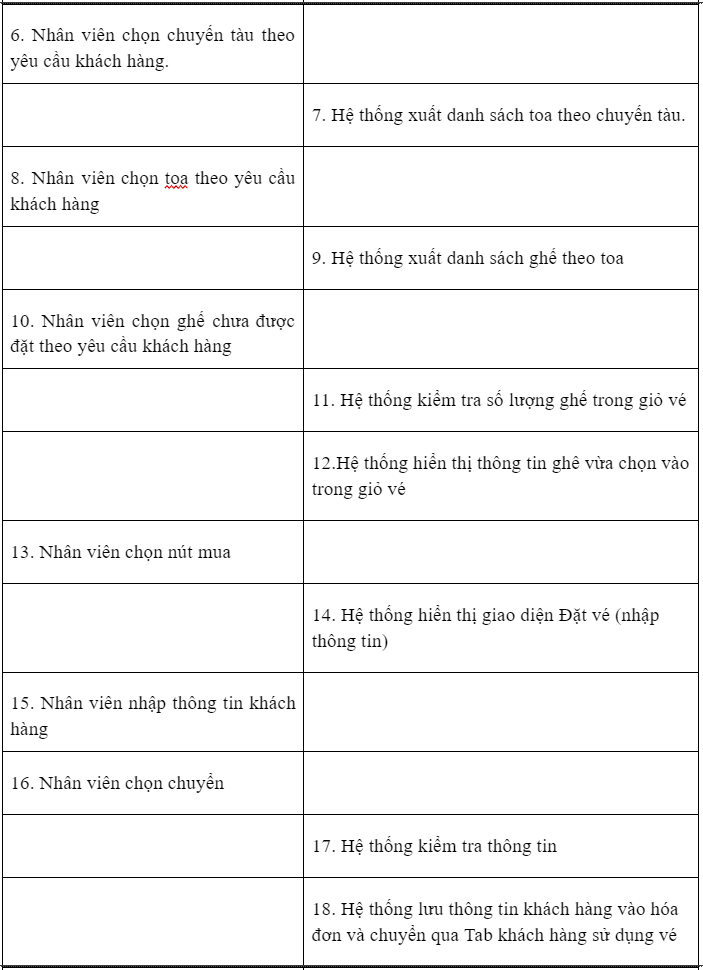 6. Nhân viên chọn chuyến tàu theo
yêu cầu khách hàng.
7. Hệ thống xuất danh sách toa theo chuyến tàu.
8. Nhân viên chọn toa theo yêu cầu
khách hàng
9. Hệ thống xuất danh sách ghế theo toa
10. Nhân viên chọn ghế chưa được
đặt theo yêu cầu khách hàng
11. Hệ thống kiểm tra số lượng ghế trong giỏ vé
12.Hệ thống hiển thị thông tin ghê vừa chọn vào
trong giỏ vé
13. Nhân viên chọn nút mua
14. Hệ thống hiển thị giao diện Đặt vé (nhập
thông tin)
15. Nhân viên nhập thông tin khách
hàng
16. Nhân viên chọn chuyển
17. Hệ thống kiểm tra thông tin
18. Hệ thống lưu thông tin khách hàng vào hóa
đơn và chuyển qua Tab khách hàng sử dụng vé